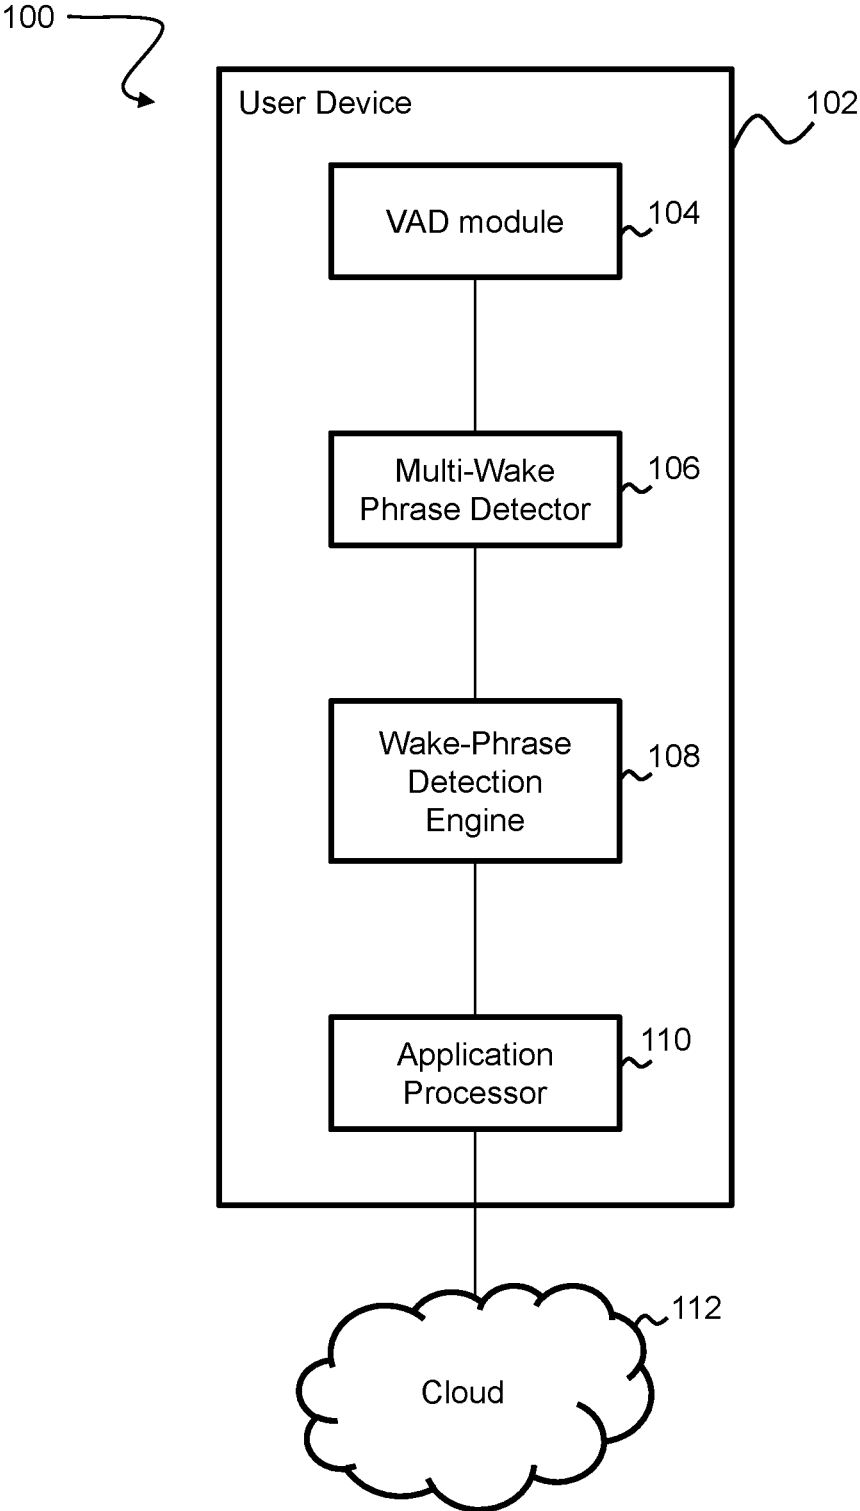 100
User Device
102
VAD module
104
Multi-Wake
Phrase Detector
106
Wake-Phrase
Detection
Engine
108
Application
Processor
110
112
Cloud